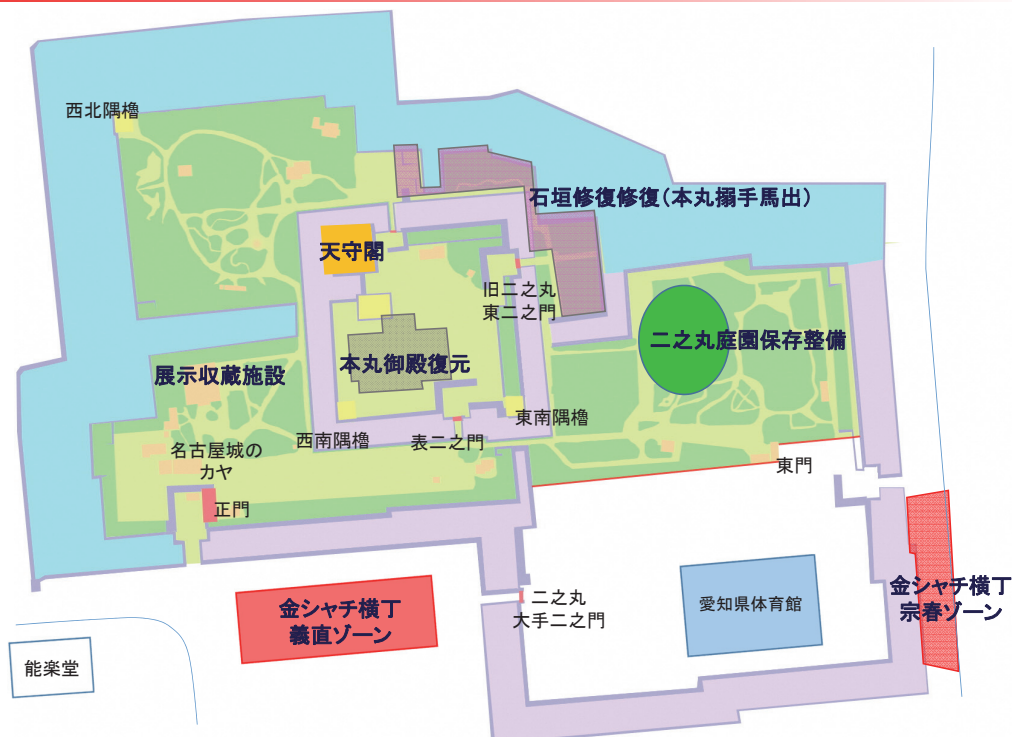 西北隅櫓
石垣修復修復(本丸搦手馬出)
天守閣
旧二之丸
東二之門
二之丸庭園保存整備
本丸御殿復元
展示収蔵施設
東南隅櫓
西南隅櫓
表二之門
名古屋城の
カヤ
東門
正門
金シャチ横丁
義直ゾーン
二之丸
大手二之門
愛知県体育館
金シャチ横丁
宗春ゾーン
能楽堂